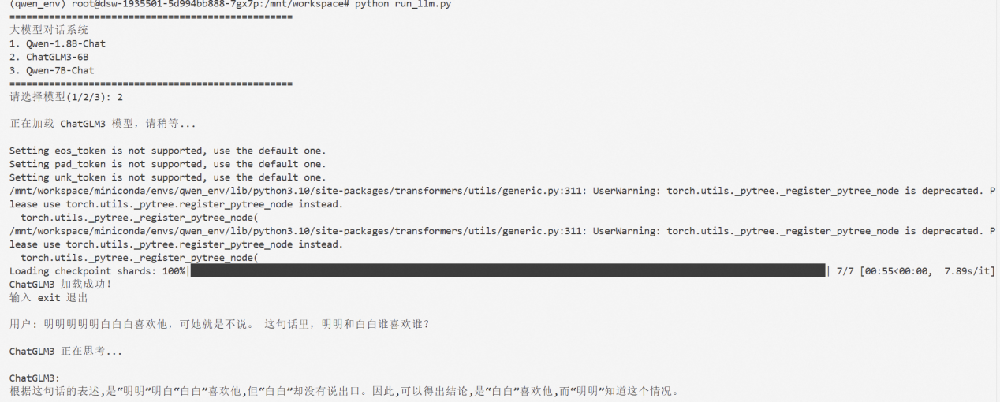 (qwen_env) root@dsw-1935501-5d994bb888-7gx7p:/mnt/workspace# python run_llm.py
==================================================
大模型对话系统
1. Qwen-1.8B-Chat
2. ChatGLM3-6B
3. Qwen-7B-Chat
==================================================
请选择模型(1/2/3): 2
正在加载 ChatGLM3 模型，请稍等...
Setting eos_token is not supported, use the default one.
Setting pad_token is not supported, use the default one.
Setting unk_token is not supported, use the default one.
/mnt/workspace/miniconda/envs/qwen_env/lib/python3.10/site-packages/transformers/utils/generic.py:311: UserWarning: torch.utils._pytree._register_pytree_node is deprecated. P
lease use torch.utils._pytree.register_pytree_node instead.
  torch.utils._pytree._register_pytree_node(
/mnt/workspace/miniconda/envs/qwen_env/lib/python3.10/site-packages/transformers/utils/generic.py:311: UserWarning: torch.utils._pytree._register_pytree_node is deprecated. P
lease use torch.utils._pytree.register_pytree_node instead.
  torch.utils._pytree._register_pytree_node(
Loading checkpoint shards: 100%|| 7/7 [00:55<00:00,  7.89s/it]
ChatGLM3 加载成功！
输入 exit 退出
用户: 明明明明明白白白喜欢他，可她就是不说。 这句话里，明明和白白谁喜欢谁？
ChatGLM3 正在思考...
ChatGLM3:
根据这句话的表述,是“明明”明白“白白”喜欢他,但“白白”却没有说出口。因此,可以得出结论,是“白白”喜欢他,而“明明”知道这个情况。